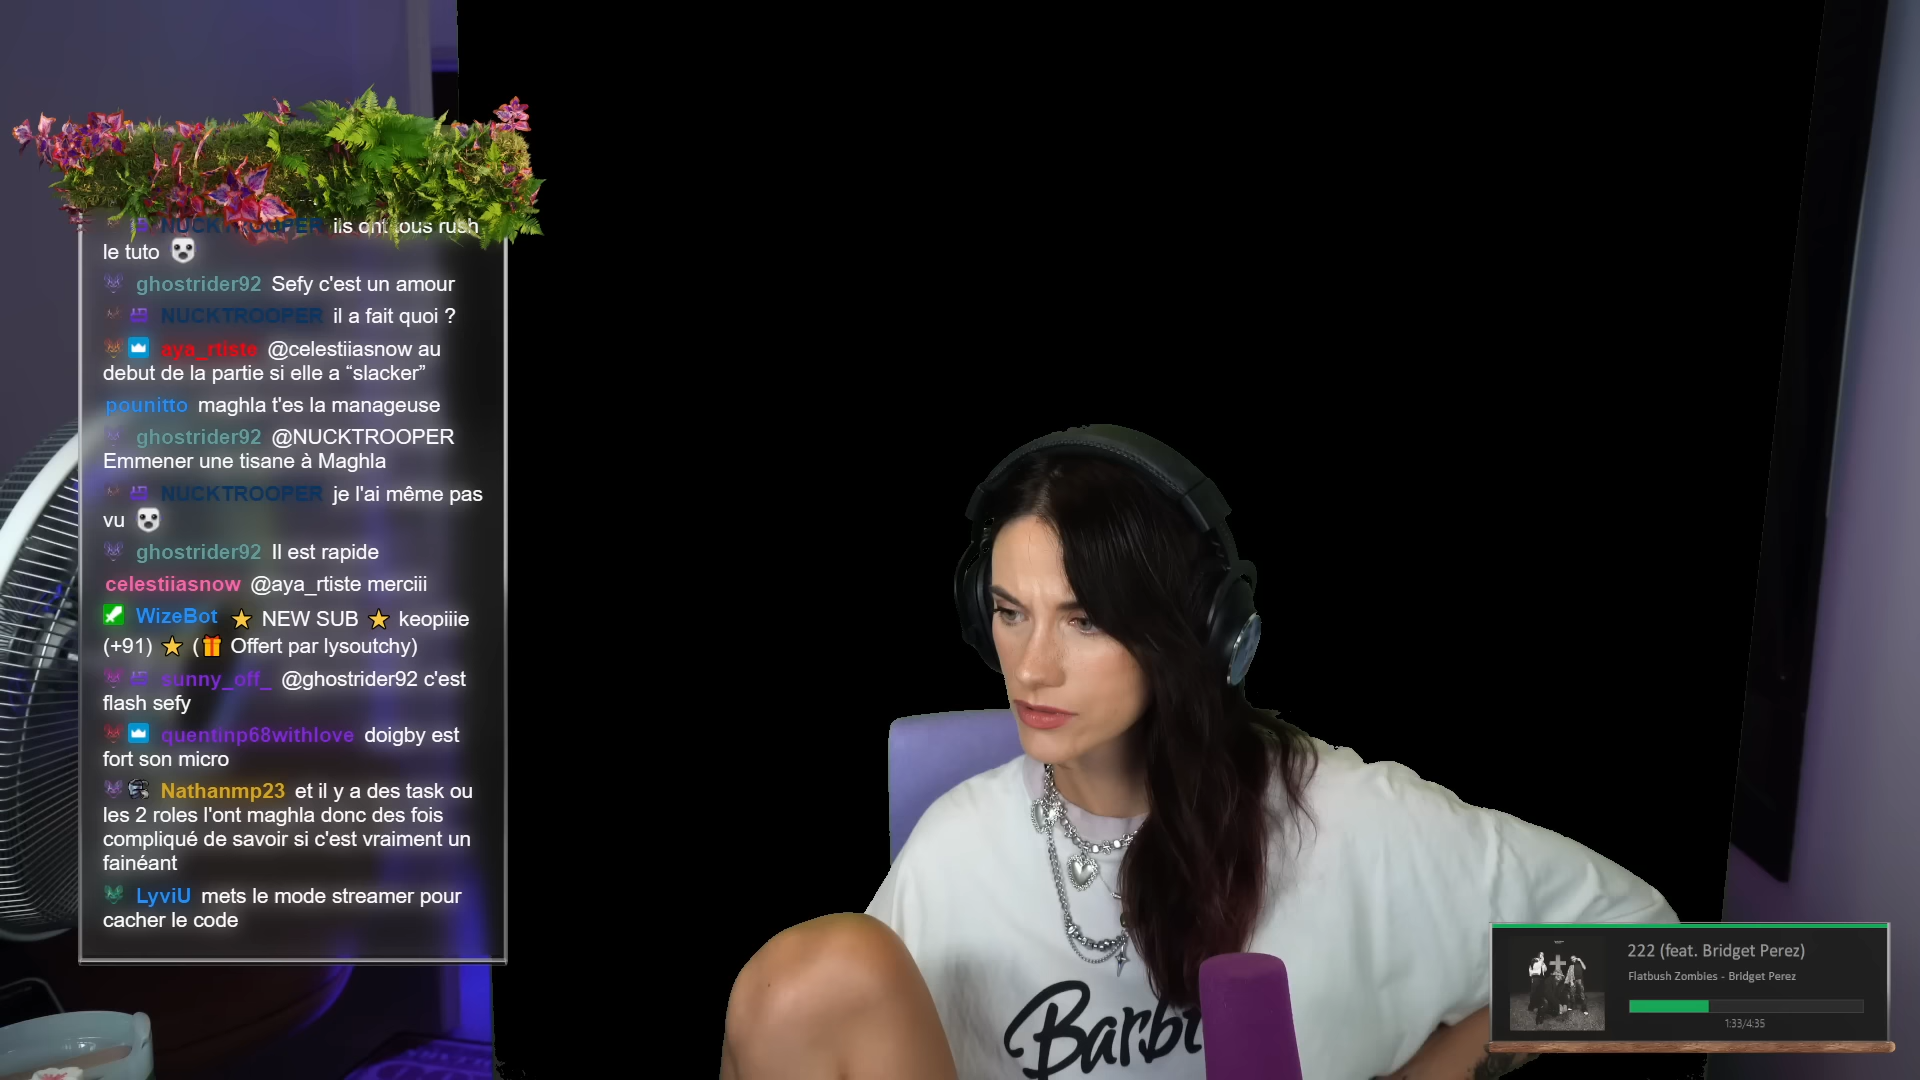 NUCKTROOPER ils ont tous rush
le tuto
ghostrider92 Sefy c'est un amour
NUCKTROOPER il a fait quoi ?
aya_rtiste @celestiiasnow au
debut de la partie si elle a “slacker”
pounitto maghla t'es la manageuse
ghostrider92 @NUCKTROOPER
Emmener une tisane à Maghla
NUCKTROOPER je l'ai même pas
vu
ghostrider92 Il est rapide
celestiiasnow @aya_rtiste merciii
WizeBot NEW SUB keopiiie
(+91) ( Offert par lysoutchy)
sunny_off_ @ghostrider92 c'est
flash sefy
quentinp68withlove doigby est
fort son micro
Nathanmp23 et il y a des task ou
les 2 roles l'ont maghla donc des fois
compliqué de savoir si c'est vraiment un
fainéant
LyviU mets le mode streamer pour
cacher le code
Barbi
222 (feat. Bridget Perez)
Flatbush Zombies - Bridget Perez
1:33/4:35